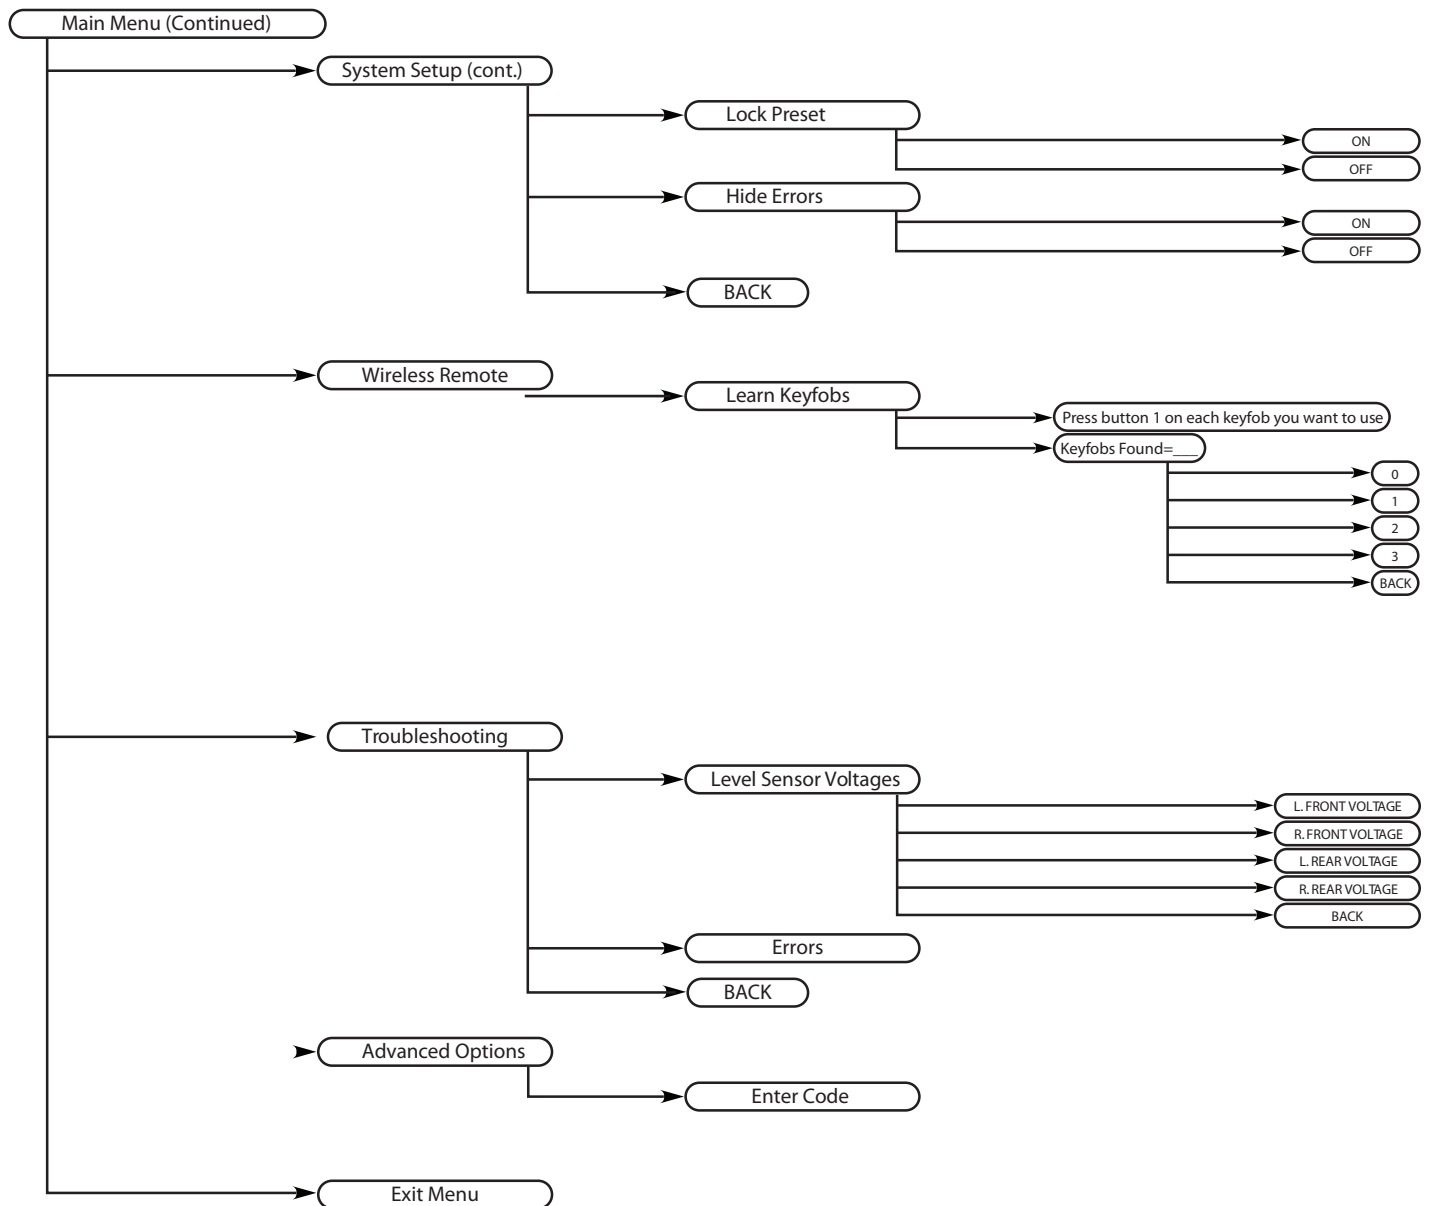 Main Menu (Continued)
System Setup (cont.)
Lock Preset
ON
OFF
Hide Errors
ON
OFF
BACK
Wireless Remote
Learn Keyfobs
Press button 1 on each keyfob you want to use
Keyfobs Found=___
0
1
2
3
BACK
Troubleshooting
Level Sensor Voltages
L. FRONT VOLTAGE
R. FRONT VOLTAGE
L. REAR VOLTAGE
R. REAR VOLTAGE
BACK
Errors
BACK
Advanced Options
Enter Code
Exit Menu